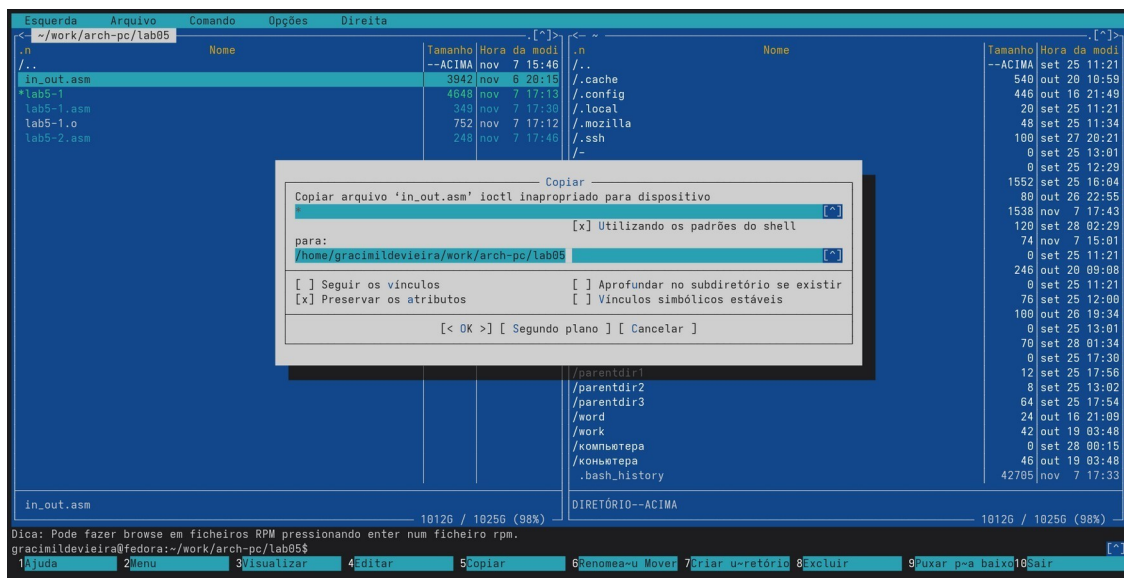 Esquerda Arquivo Comando Opções Direita
<- ~/work/arch-pc/lab05 .[^]>
.n Nome Tamanho Hora da modi
/.. --ACIMA nov 7 15:46
in_out.asm 3942 nov 6 20:15
*lab5-1 4648 nov 7 17:13
lab5-1.asm 349 nov 7 17:30
lab5-1.o 752 nov 7 17:12
lab5-2.asm 248 nov 7 17:46
in_out.asm
1012G / 1025G (98%)
<- ~ .[^]>
.n Nome Tamanho Hora da modi
/.. --ACIMA set 25 11:21
/.cache 540 out 20 10:59
/.config 446 out 16 21:49
/.local 20 set 25 11:21
/.mozilla 48 set 25 11:34
/.ssh 100 set 27 20:21
/- 0 set 25 13:01
0 set 25 12:29
1552 set 25 16:04
80 out 26 22:55
1538 nov 7 17:43
120 set 28 02:29
74 nov 7 15:01
0 set 25 11:21
246 out 20 09:08
0 set 25 11:21
76 set 25 12:00
100 out 26 19:34
0 set 25 13:01
70 set 28 01:34
0 set 25 17:30
/parentdir1 12 set 25 17:56
/parentdir2 8 set 25 13:02
/parentdir3 64 set 25 17:54
/word 24 out 16 21:09
/work 42 out 19 03:48
/компьютера 0 set 28 00:15
/коньютера 46 out 19 03:48
.bash_history 42705 nov 7 17:33
DIRETÓRIO--ACIMA
1012G / 1025G (98%)
Copiar
Copiar arquivo ‘in_out.asm’ ioctl inapropriado para dispositivo
* [^]
[x] Utilizando os padrões do shell
para:
/home/gracimildevieira/work/arch-pc/lab05 [^]
[ ] Seguir os vínculos [ ] Aprofundar no subdiretório se existir
[x] Preservar os atributos [ ] Vínculos simbólicos estáveis
[< OK >] [ Segundo plano ] [ Cancelar ]
Dica: Pode fazer browse em ficheiros RPM pressionando enter num ficheiro rpm.
gracimildevieira@fedora:~/work/arch-pc/lab05$ [^]
1Ajuda 2Menu 3Visualizar 4Editar 5Copiar 6Renomea~u Mover 7Criar u~retório 8Excluir 9Puxar p~a baixo 10Sair